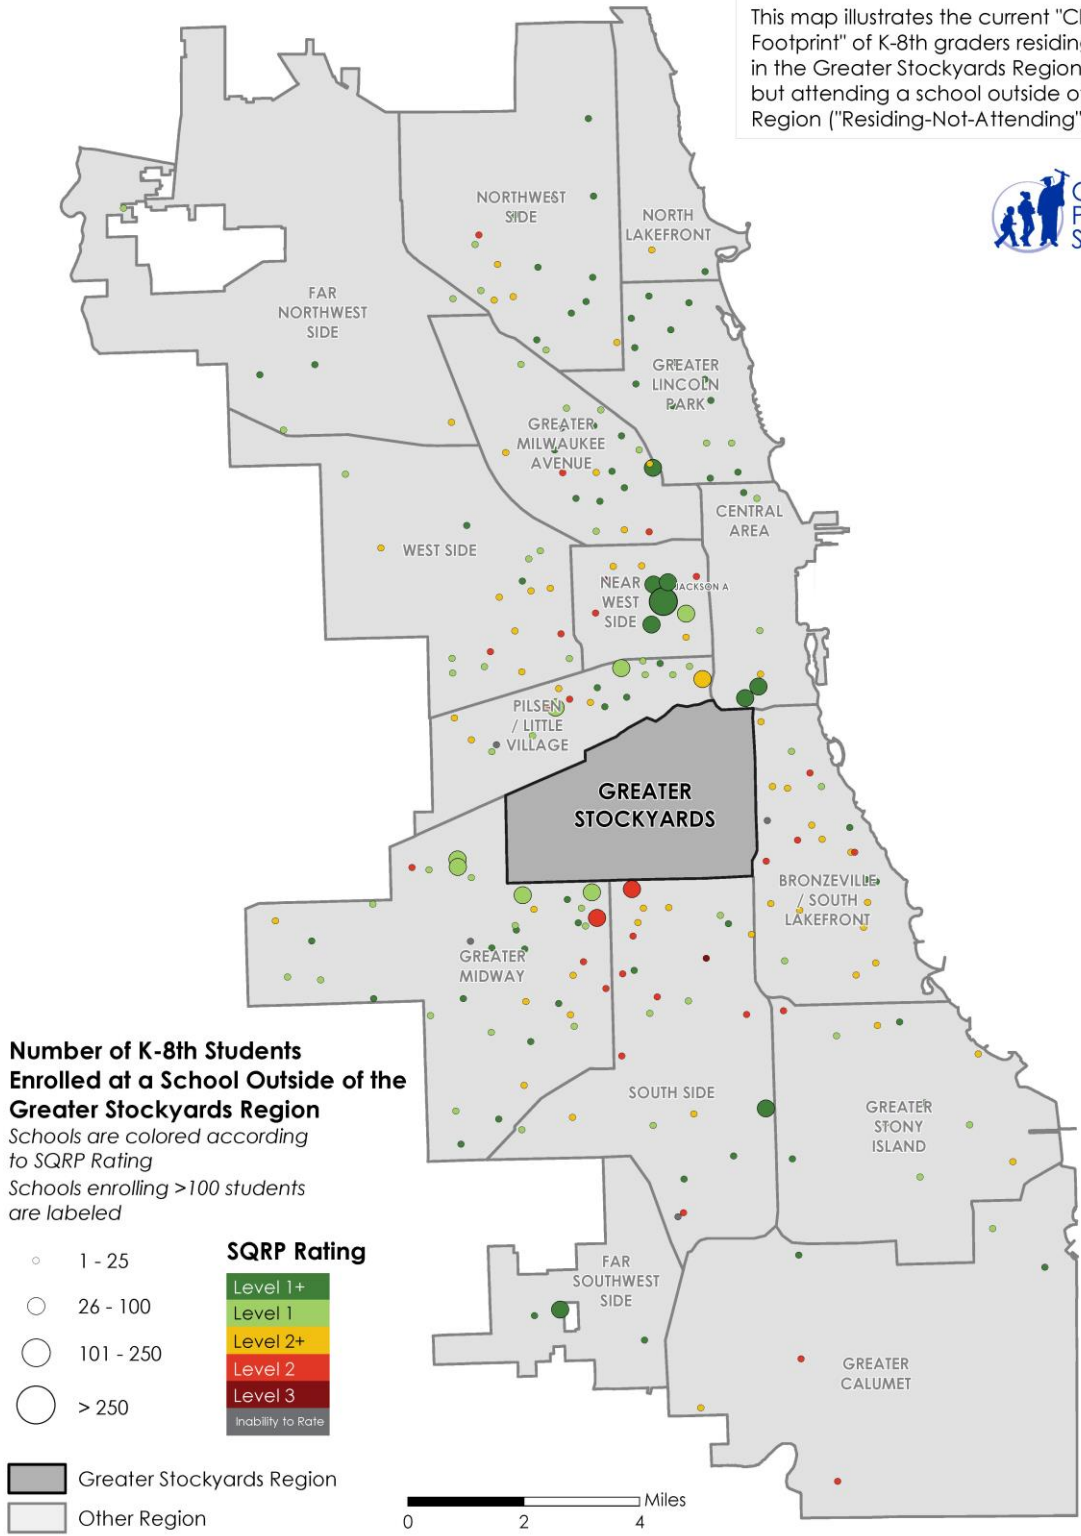 This map illustrates the current "C
Footprint" of K-8th graders residing
in the Greater Stockyards Region
but attending a school outside o
Region ("Residing-Not-Attending"
NORTHWEST
SIDE
NORTH
LAKEFRONT
FAR
NORTHWEST
SIDE
GREATER
LINCOLN
PARK
GREATER
MILWAUKEE
AVENUE
CENTRAL
AREA
WEST SIDE
NEAR
WEST
SIDE
JACKSON A
PILSEN
/ LITTLE
VILLAGE
GREATER
STOCKYARDS
BRONZEVILLE
/ SOUTH
LAKEFRONT
GREATER
MIDWAY
Number of K-8th Students
Enrolled at a School Outside of the
Greater Stockyards Region
Schools are colored according
to SQRP Rating
Schools enrolling >100 students
are labeled
SOUTH SIDE
GREATER
STONY
ISLAND
1 - 25
26 - 100
101 - 250
> 250
SQRP Rating
Level 1+
Level 1
Level 2+
Level 2
Level 3
Inability to Rate
FAR
SOUTHWEST
SIDE
GREATER
CALUMET
Greater Stockyards Region
Other Region
Miles
0 2 4